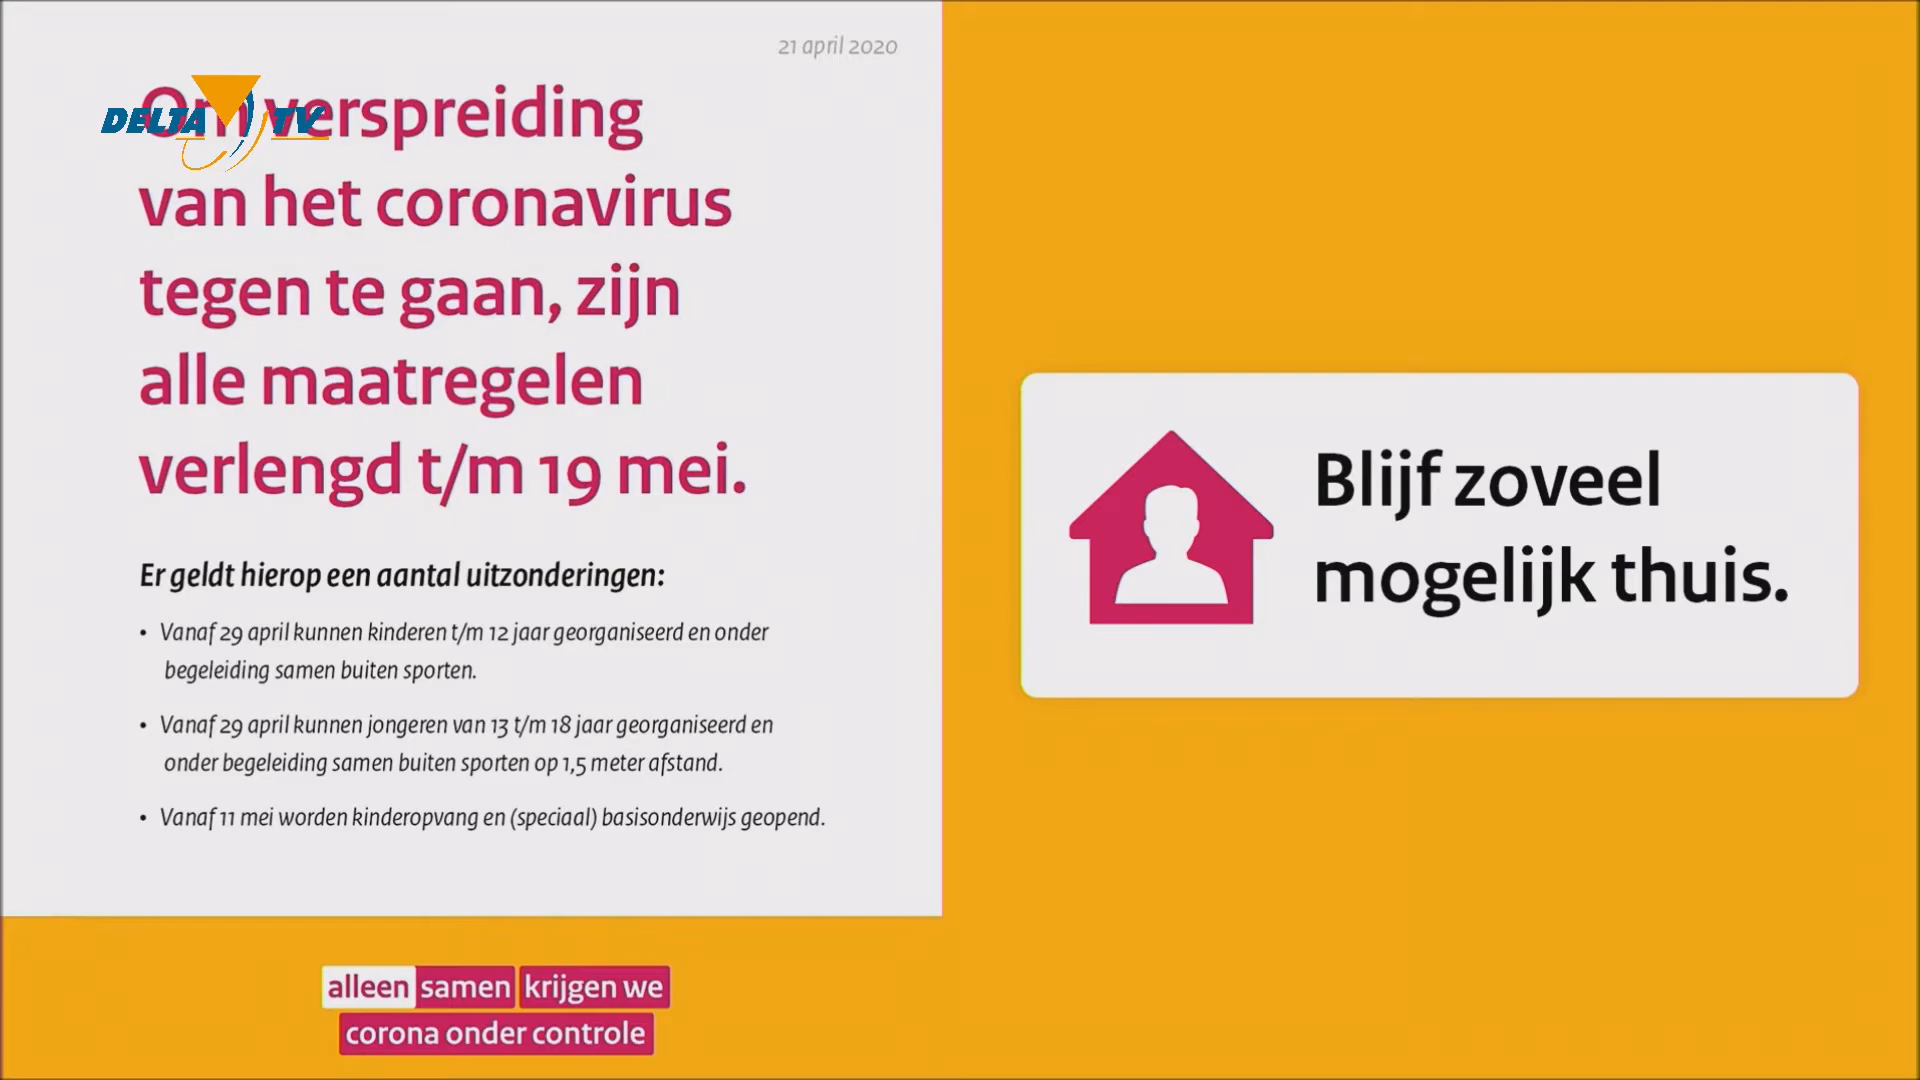 21 april 2020
DELTA TV
Om verspreiding
van het coronavirus
tegen te gaan, zijn
alle maatregelen
verlengd t/m 19 mei.
Er geldt hierop een aantal uitzonderingen:
• Vanaf 29 april kunnen kinderen t/m 12 jaar georganiseerd en onder
begeleiding samen buiten sporten.
• Vanaf 29 april kunnen jongeren van 13 t/m 18 jaar georganiseerd en
onder begeleiding samen buiten sporten op 1,5 meter afstand.
• Vanaf 11 mei worden kinderopvang en (speciaal) basisonderwijs geopend.
alleen samen krijgen we
corona onder controle
Blijf zoveel
mogelijk thuis.